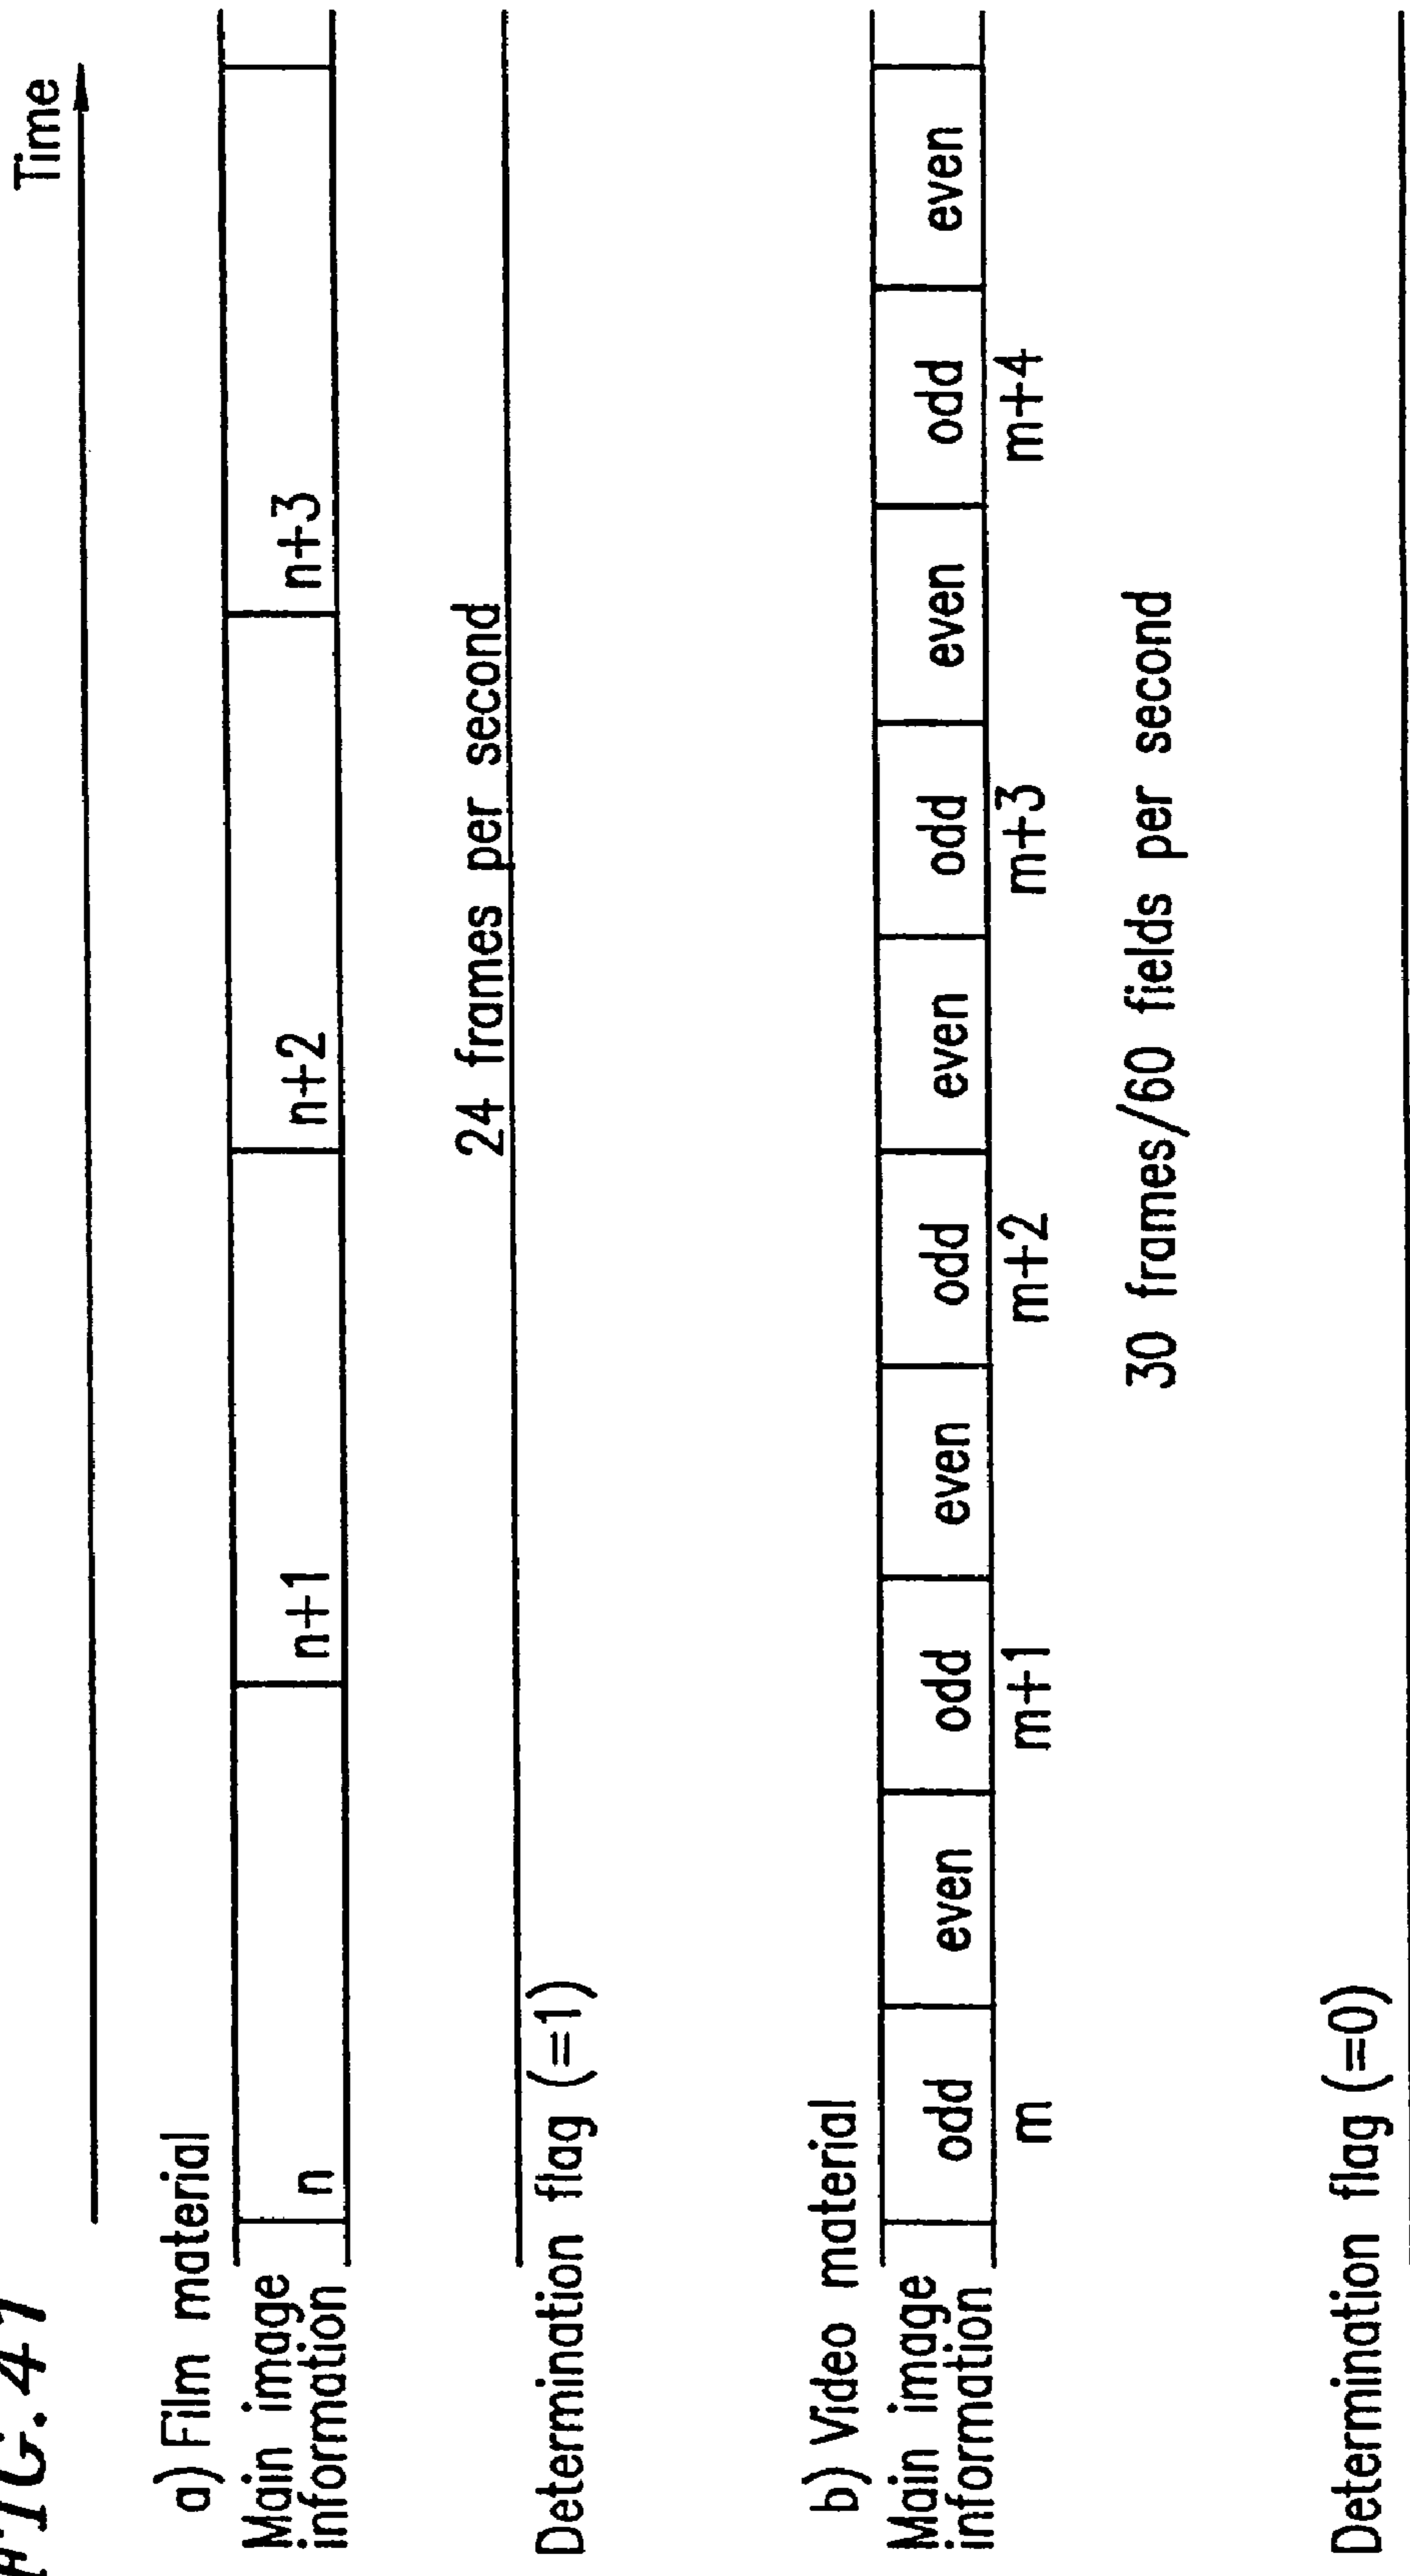 FIG. 41
Time
a) Film material
Main image
information
n
n+1
n+2
n+3
24 frames per second
Determination flag (=1)
b) Video material
Main image
information
odd
even
odd
even
odd
even
odd
even
odd
even
m
m+1
m+2
m+3
m+4
30 frames/60 fields per second
Determination flag (=0)